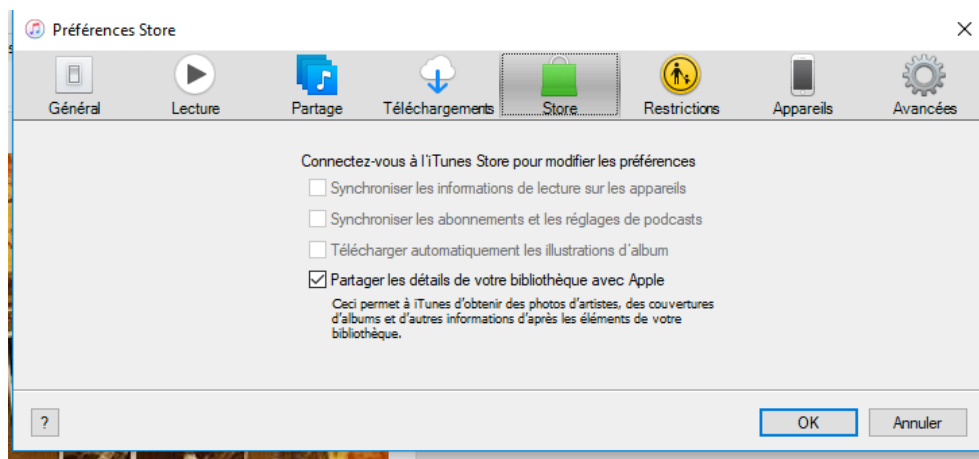 Préférences Store
Général Lecture Partage Téléchargements Store Restrictions Appareils Avancées
Connectez-vous à l'iTunes Store pour modifier les préférences
Synchroniser les informations de lecture sur les appareils
Synchroniser les abonnements et les réglages de podcasts
Télécharger automatiquement les illustrations d'album
Partager les détails de votre bibliothèque avec Apple
Ceci permet à iTunes d'obtenir des photos d'artistes, des couvertures
d'albums et d'autres informations d'après les éléments de votre
bibliothèque.
? OK Annuler